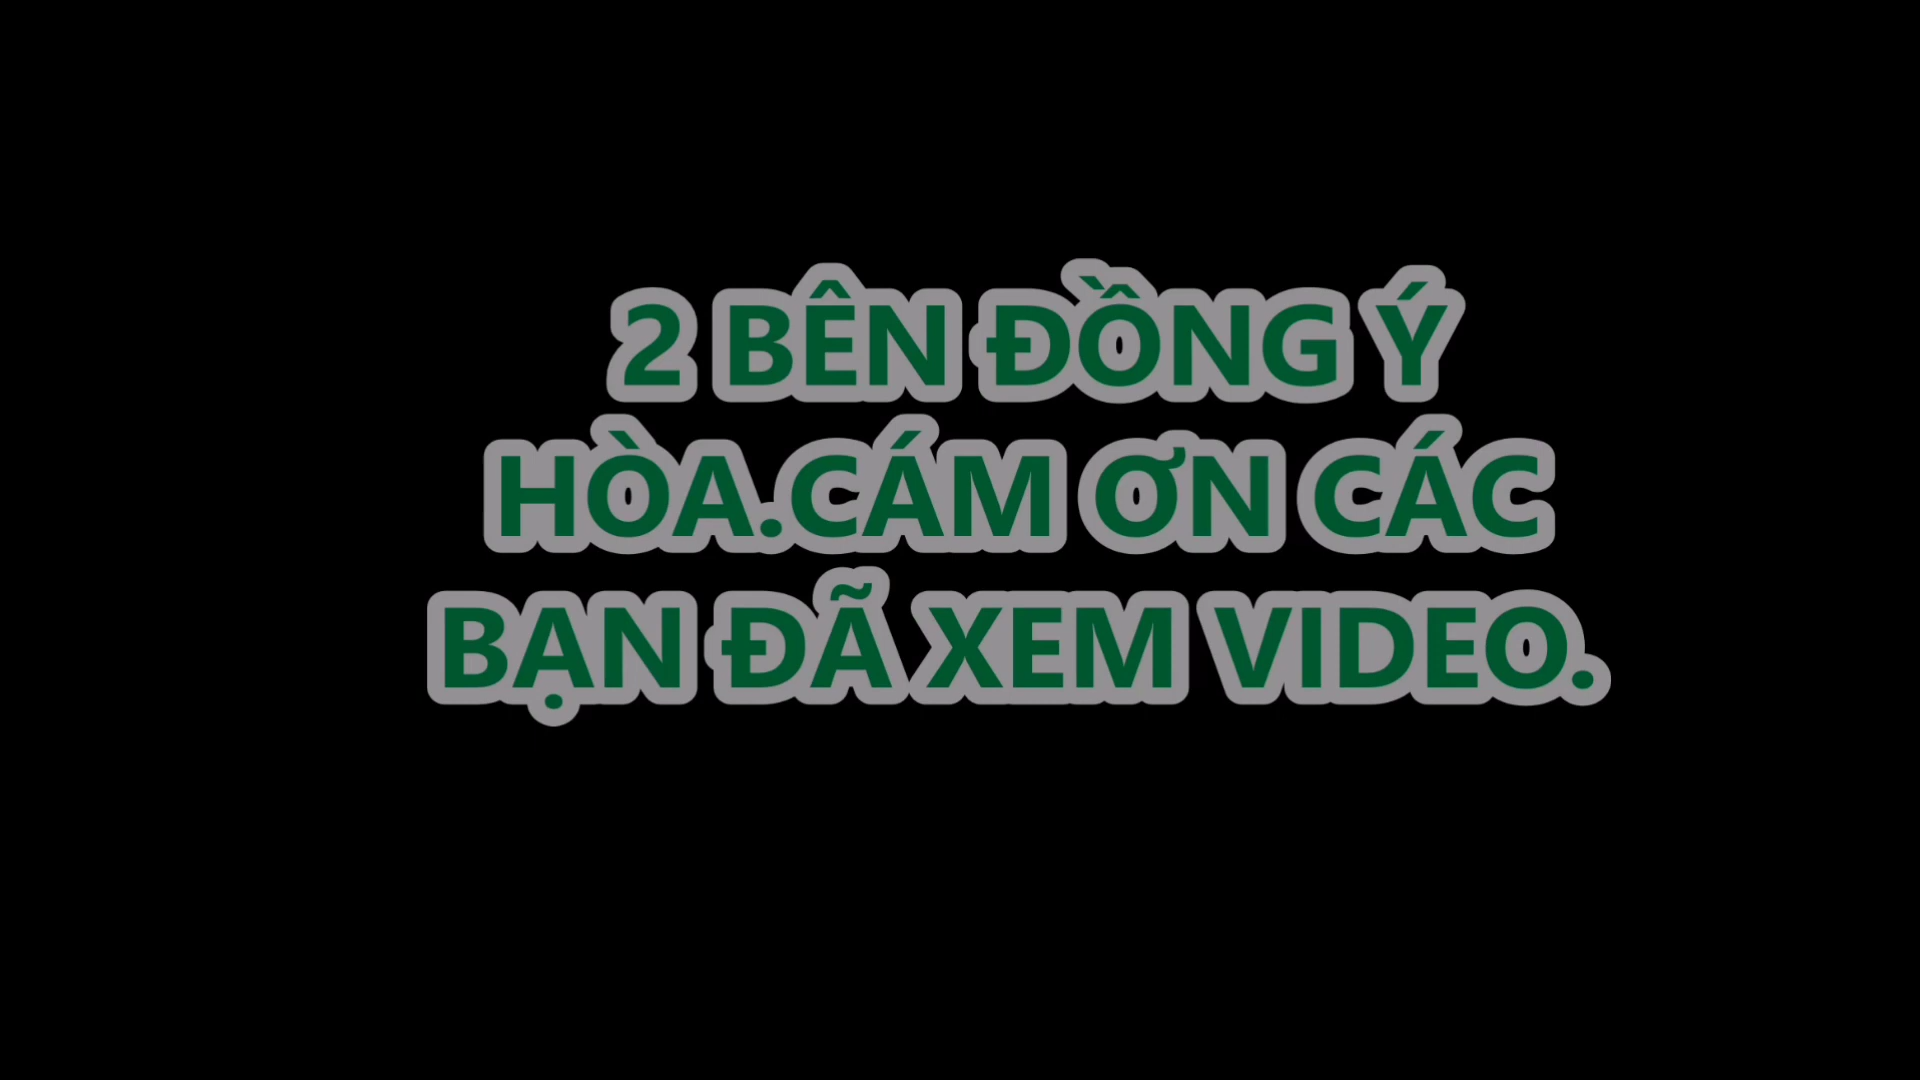 2 BÊN ĐỒNG Ý
HÒA.CÁM ƠN CÁC
BẠN ĐÃ XEM VIDEO.